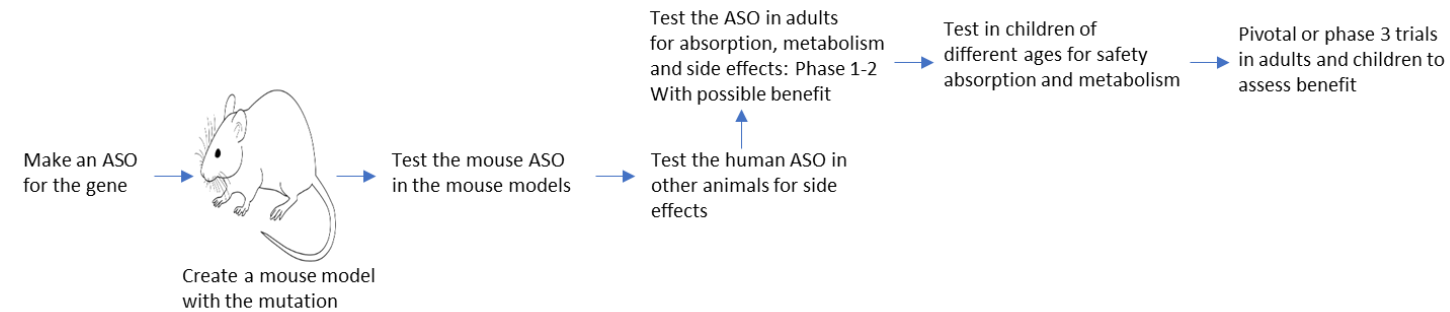 Make an ASO
for the gene
Create a mouse model
with the mutation
Test the mouse ASO
in the mouse models
Test the human ASO in
other animals for side
effects
Test the ASO in adults
for absorption, metabolism
and side effects: Phase 1-2
With possible benefit
Test in children of
different ages for safety
absorption and metabolism
Pivotal or phase 3 trials
in adults and children to
assess benefit